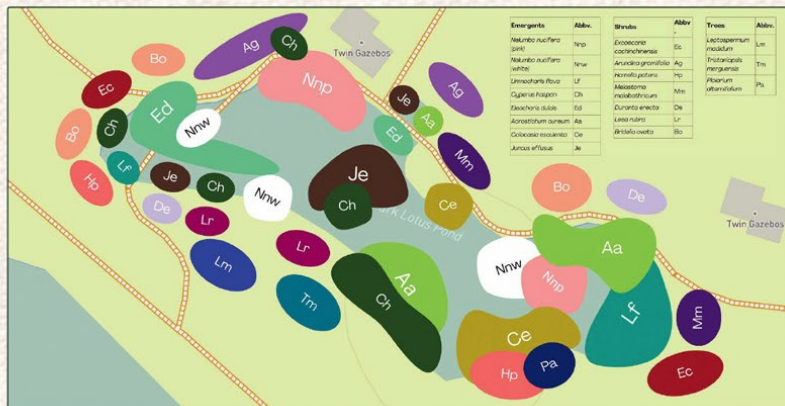 Emergents Abbv.
Nelumbo nucifera (pink) Nnp
Nelumbo nucifera (white) Nnw
Limnocharis flava Lf
Cyperus haspan Ch
Eleocharis dulcis Ed
Acrostichum aureum Aa
Colocasia esculenta Ce
Juncus effusus Je
Shrubs Abbv.
Excoecaria cochinchinensis Ec
Arundina graminifolia Ag
Hamelia patens Hp
Melastoma malabathricum Mm
Duranta erecta De
Leea rubra Lr
Bridelia ovata Bo
Trees Abbv.
Leptospermum madidum Lm
Tristaniopsis merguensis Tm
Ploiarium alternifolium Pa
Ag
Ch
Twin Gazebos
Bo
Ec
Nnp
Ag
Je
Aa
Ed
Ch
Nnw
Ed
Bo
Mm
Lf
Je
Ch
Nnw
Je
Ch
Ce
Bo
De
Hp
De
Lr
Lotus Pond
Twin Gazebos
Lr
Aa
Lm
Nnw
Nnp
Aa
Tm
Ch
Lf
Mm
Ce
Hp
Pa
Ec